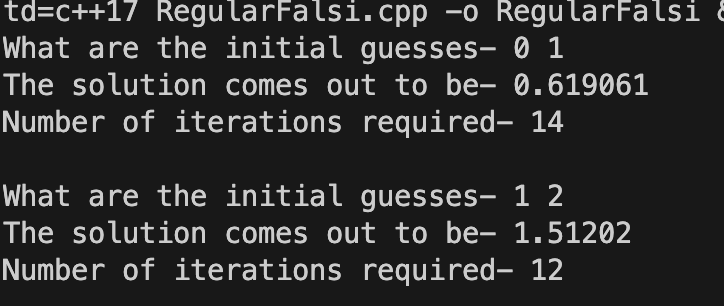 td=c++17 RegularFalsi.cpp -o RegularFalsi &
What are the initial guesses- 0 1
The solution comes out to be- 0.619061
Number of iterations required- 14
What are the initial guesses- 1 2
The solution comes out to be- 1.51202
Number of iterations required- 12